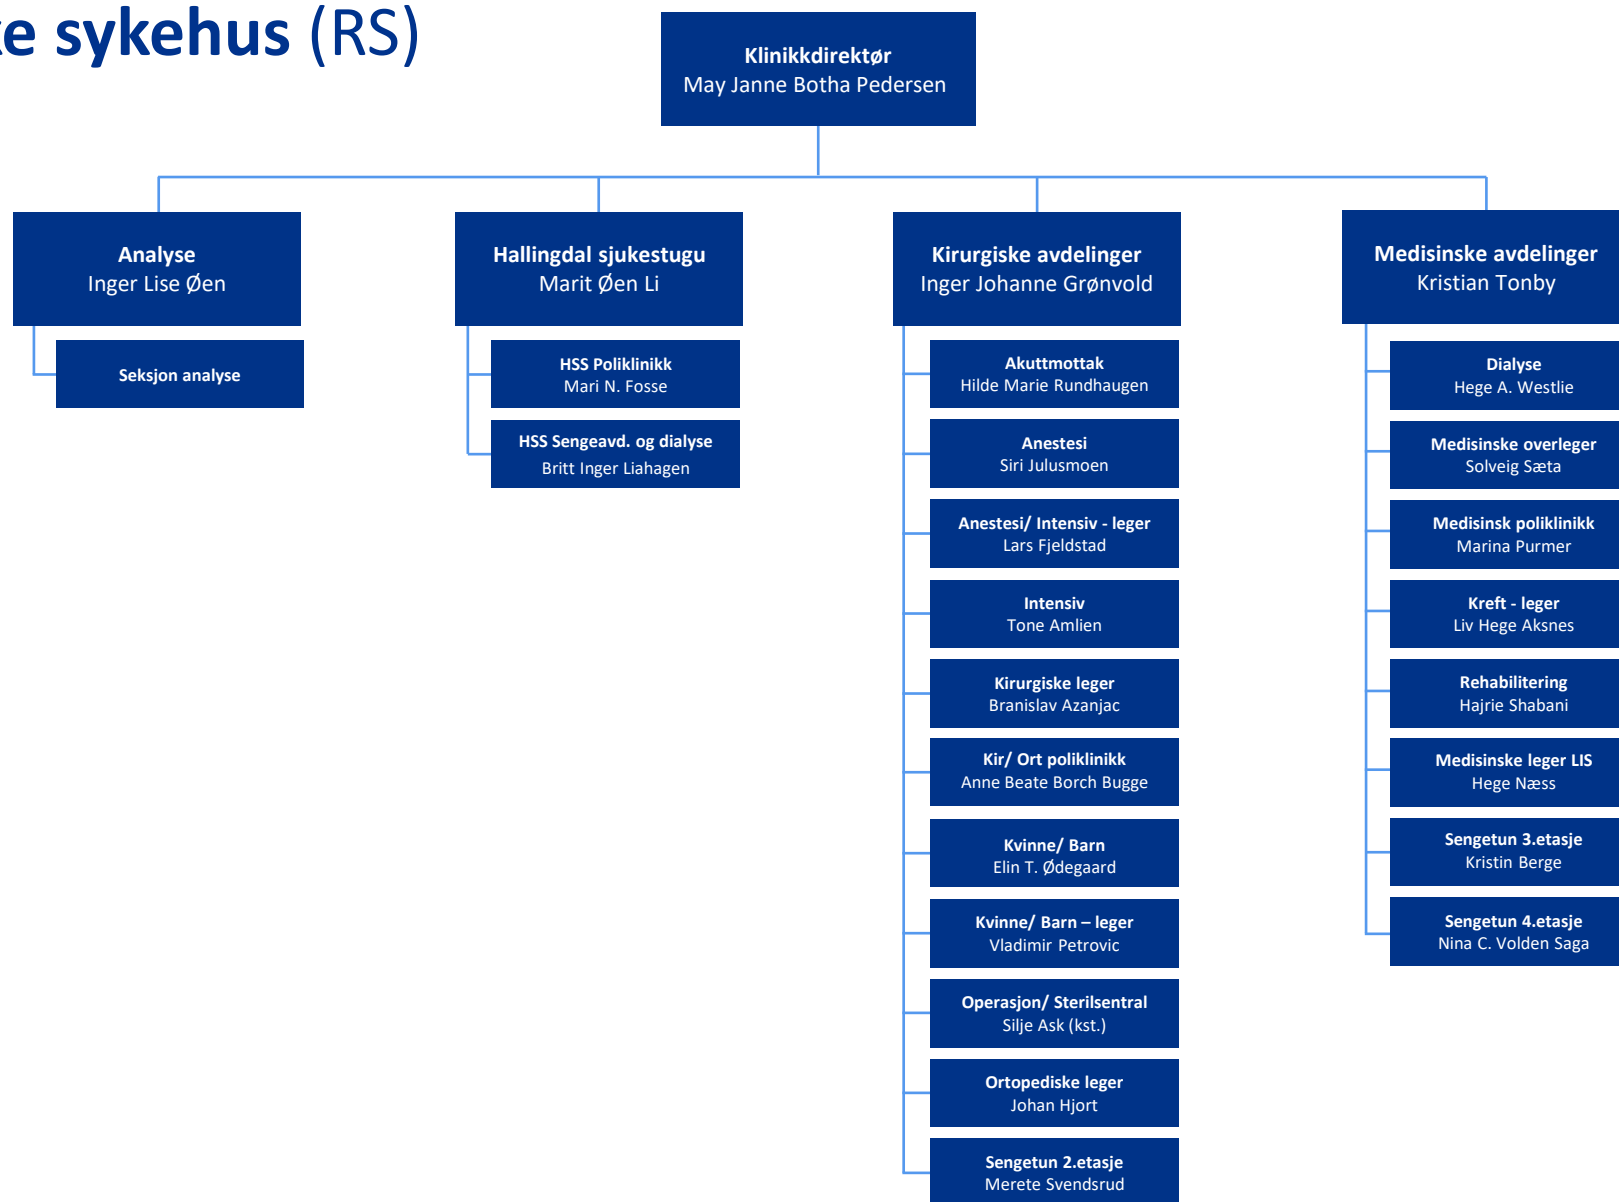 ke sykehus (RS)
Klinikkdirektør
May Janne Botha Pedersen
Analyse
Inger Lise Øen
Seksjon analyse
Hallingdal sjukestugu
Marit Øen Li
HSS Poliklinikk
Mari N. Fosse
HSS Sengeavd. og dialyse
Britt Inger Liahagen
Kirurgiske avdelinger
Inger Johanne Grønvold
Akuttmottak
Hilde Marie Rundhaugen
Anestesi
Siri Julusmoen
Anestesi/ Intensiv - leger
Lars Fjeldstad
Intensiv
Tone Amlien
Kirurgiske leger
Branislav Azanjac
Kir/ Ort poliklinikk
Anne Beate Borch Bugge
Kvinne/ Barn
Elin T. Ødegaard
Kvinne/ Barn – leger
Vladimir Petrovic
Operasjon/ Sterilsentral
Silje Ask (kst.)
Ortopediske leger
Johan Hjort
Sengetun 2.etasje
Merete Svendsrud
Medisinske avdelinger
Kristian Tonby
Dialyse
Hege A. Westlie
Medisinske overleger
Solveig Sæta
Medisinsk poliklinikk
Marina Purmer
Kreft - leger
Liv Hege Aksnes
Rehabilitering
Hajrie Shabani
Medisinske leger LIS
Hege Næss
Sengetun 3.etasje
Kristin Berge
Sengetun 4.etasje
Nina C. Volden Saga